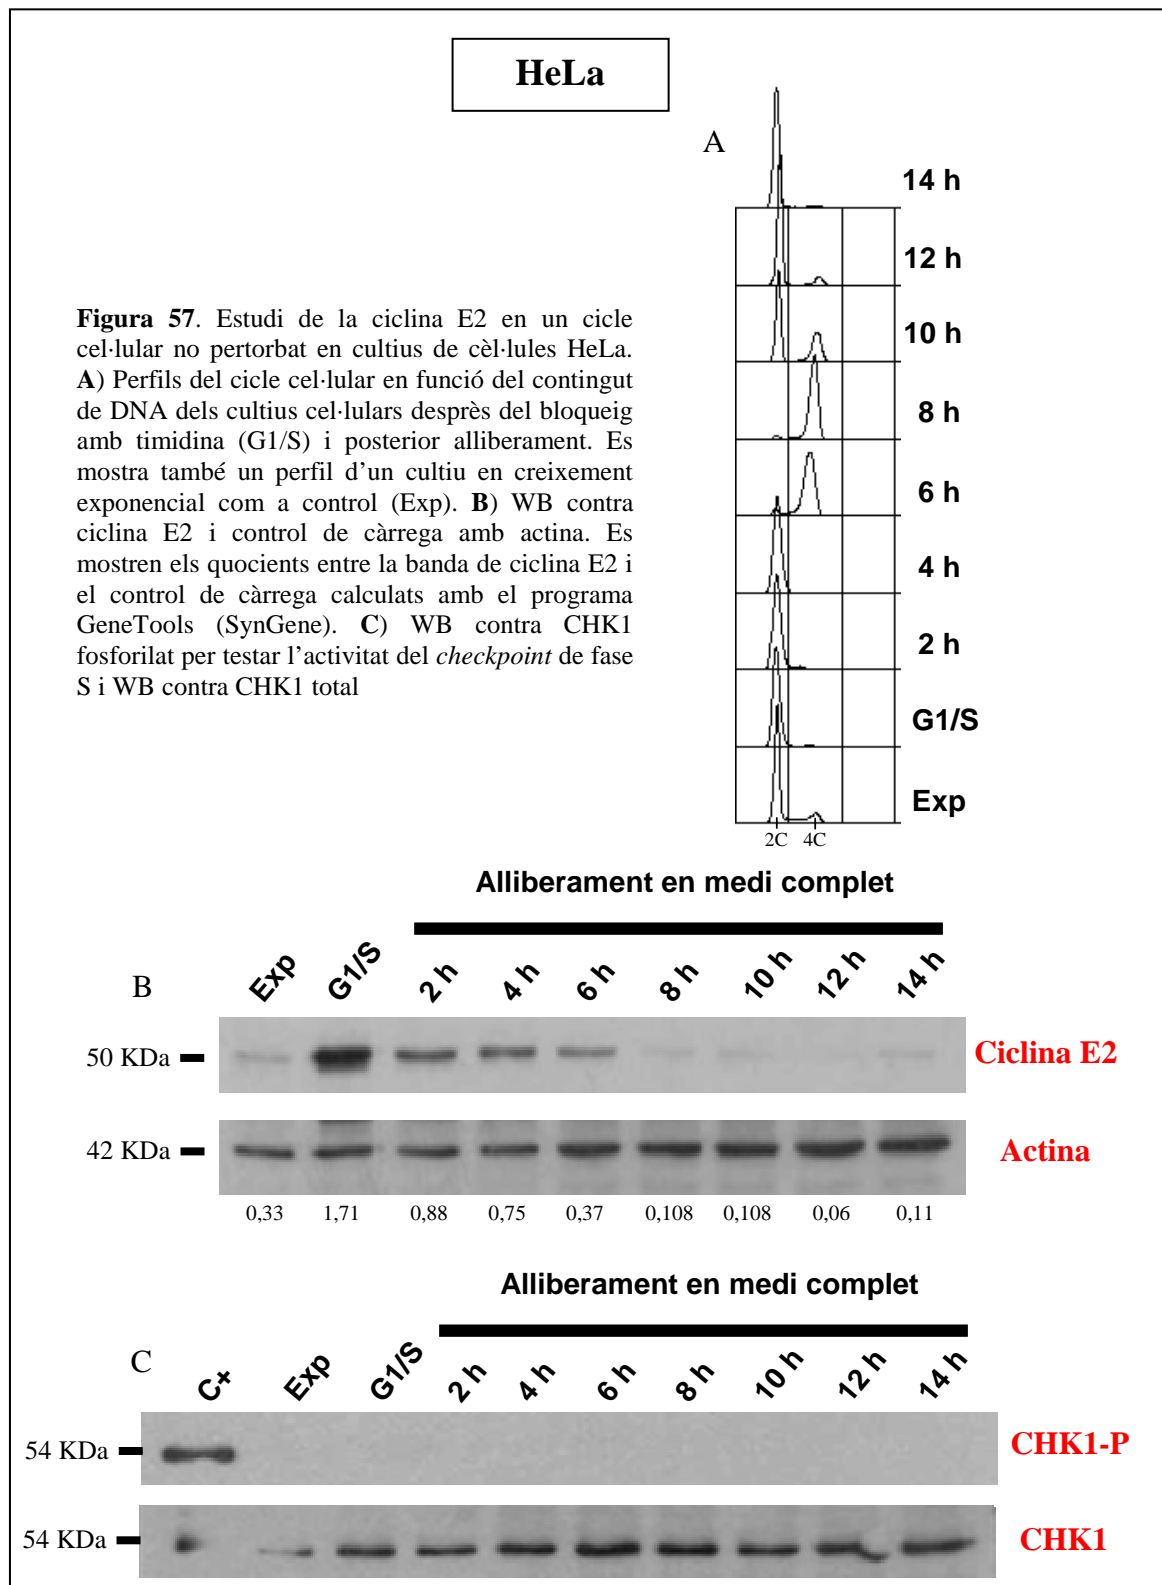 HeLa
A
14 h
12 h
10 h
8 h
6 h
4 h
2 h
G1/S
Exp
2C 4C
Figura 57. Estudi de la ciclina E2 en un cicle
cel·lular no pertorbat en cultius de cèl·lules HeLa.
A) Perfils del cicle cel·lular en funció del contingut
de DNA dels cultius cel·lulars desprès del bloqueig
amb timidina (G1/S) i posterior alliberament. Es
mostra també un perfil d'un cultiu en creixement
exponencial com a control (Exp). B) WB contra
ciclina E2 i control de càrrega amb actina. Es
mostren els quocients entre la banda de ciclina E2 i
el control de càrrega calculats amb el programa
GeneTools (SynGene). C) WB contra CHK1
fosforilat per testar l'activitat del checkpoint de fase
S i WB contra CHK1 total
Alliberament en medi complet
B
Exp G1/S 2 h 4 h 6 h 8 h 10 h 12 h 14 h
50 KDa Ciclina E2
42 KDa Actina
0,33 1,71 0,88 0,75 0,37 0,108 0,108 0,06 0,11
Alliberament en medi complet
C
C+ Exp G1/S 2 h 4 h 6 h 8 h 10 h 12 h 14 h
54 KDa CHK1-P
54 KDa CHK1